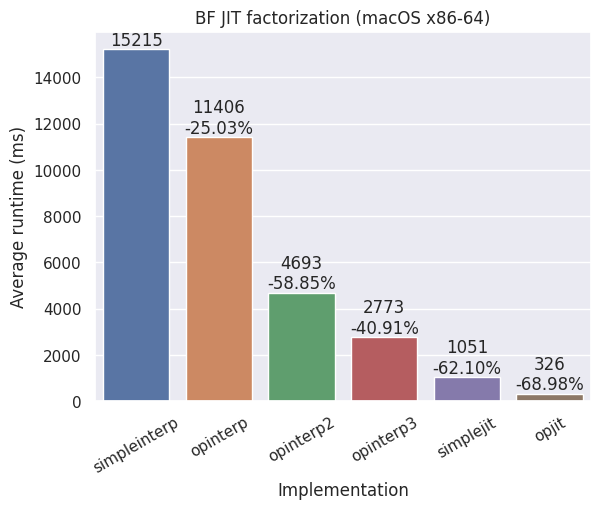 BF JIT factorization (macOS x86-64)
Average runtime (ms)
14000
12000
10000
8000
6000
4000
2000
0
15215
11406
-25.03%
4693
-58.85%
2773
-40.91%
1051
-62.10%
326
-68.98%
simpleinterp
opinterp
opinterp2
opinterp3
simplejit
opjit
Implementation